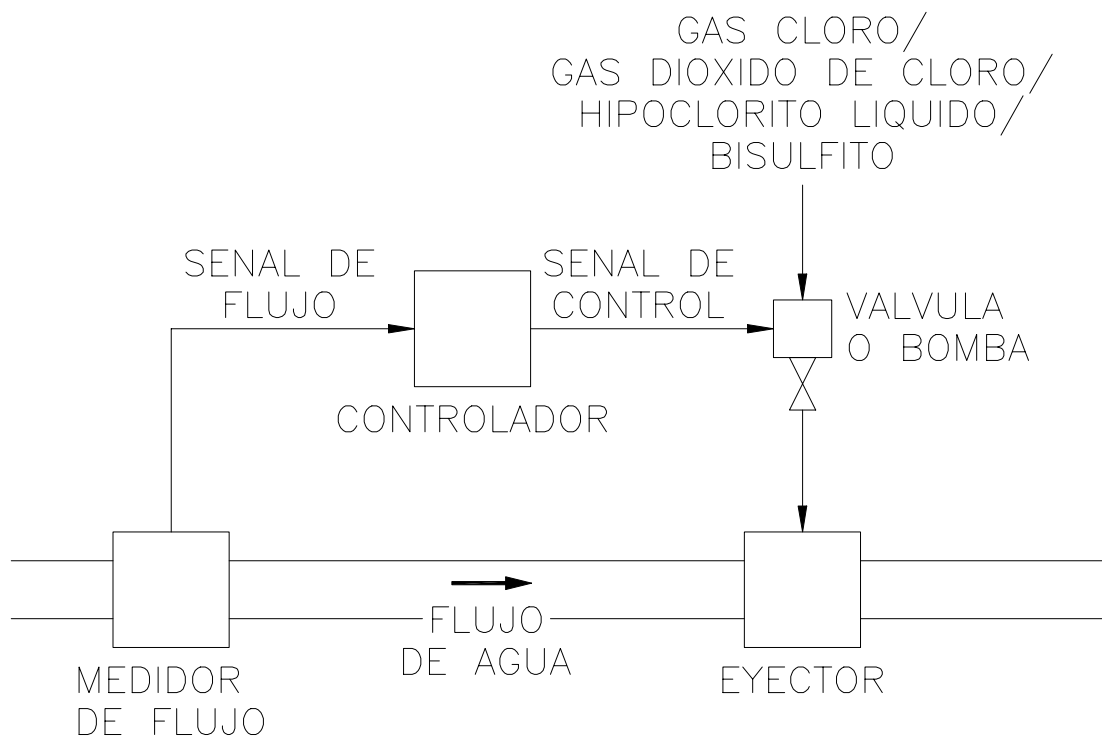 GAS CLORO/
GAS DIOXIDO DE CLORO/
HIPOCLORITO LIQUIDO/
BISULFITO
SENAL DE
FLUJO
SENAL DE
CONTROL
VALVULA
O BOMBA
CONTROLADOR
FLUJO
DE AGUA
MEDIDOR
DE FLUJO
EYECTOR